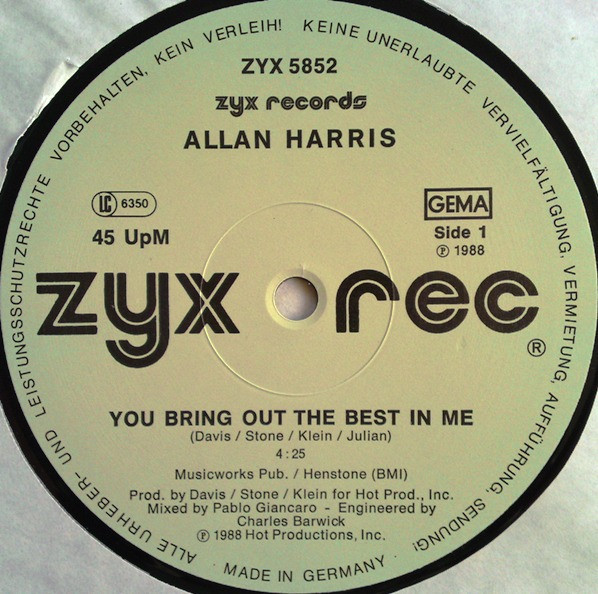 ALLE URHEBER- UND LEISTUNGSSCHUTZRECHTE VORBEHALTEN, KEIN VERLEIH! KEINE UNERLAUBTE VERVIELFÄLTIGUNG, VERMIETUNG, AUFFÜHRUNG, SENDUNG!
ZYX 5852
zyx records
ALLAN HARRIS
LC 6350
GEMA
45 UpM
Side 1
℗ 1988
zyx rec
®
YOU BRING OUT THE BEST IN ME
(Davis / Stone / Klein / Julian)
4:25
Musicworks Pub. / Henstone (BMI)
Prod. by Davis / Stone / Klein for Hot Prod., Inc.
Mixed by Pablo Giancaro - Engineered by
Charles Barwick
℗ 1988 Hot Productions, Inc.
· MADE IN GERMANY ·